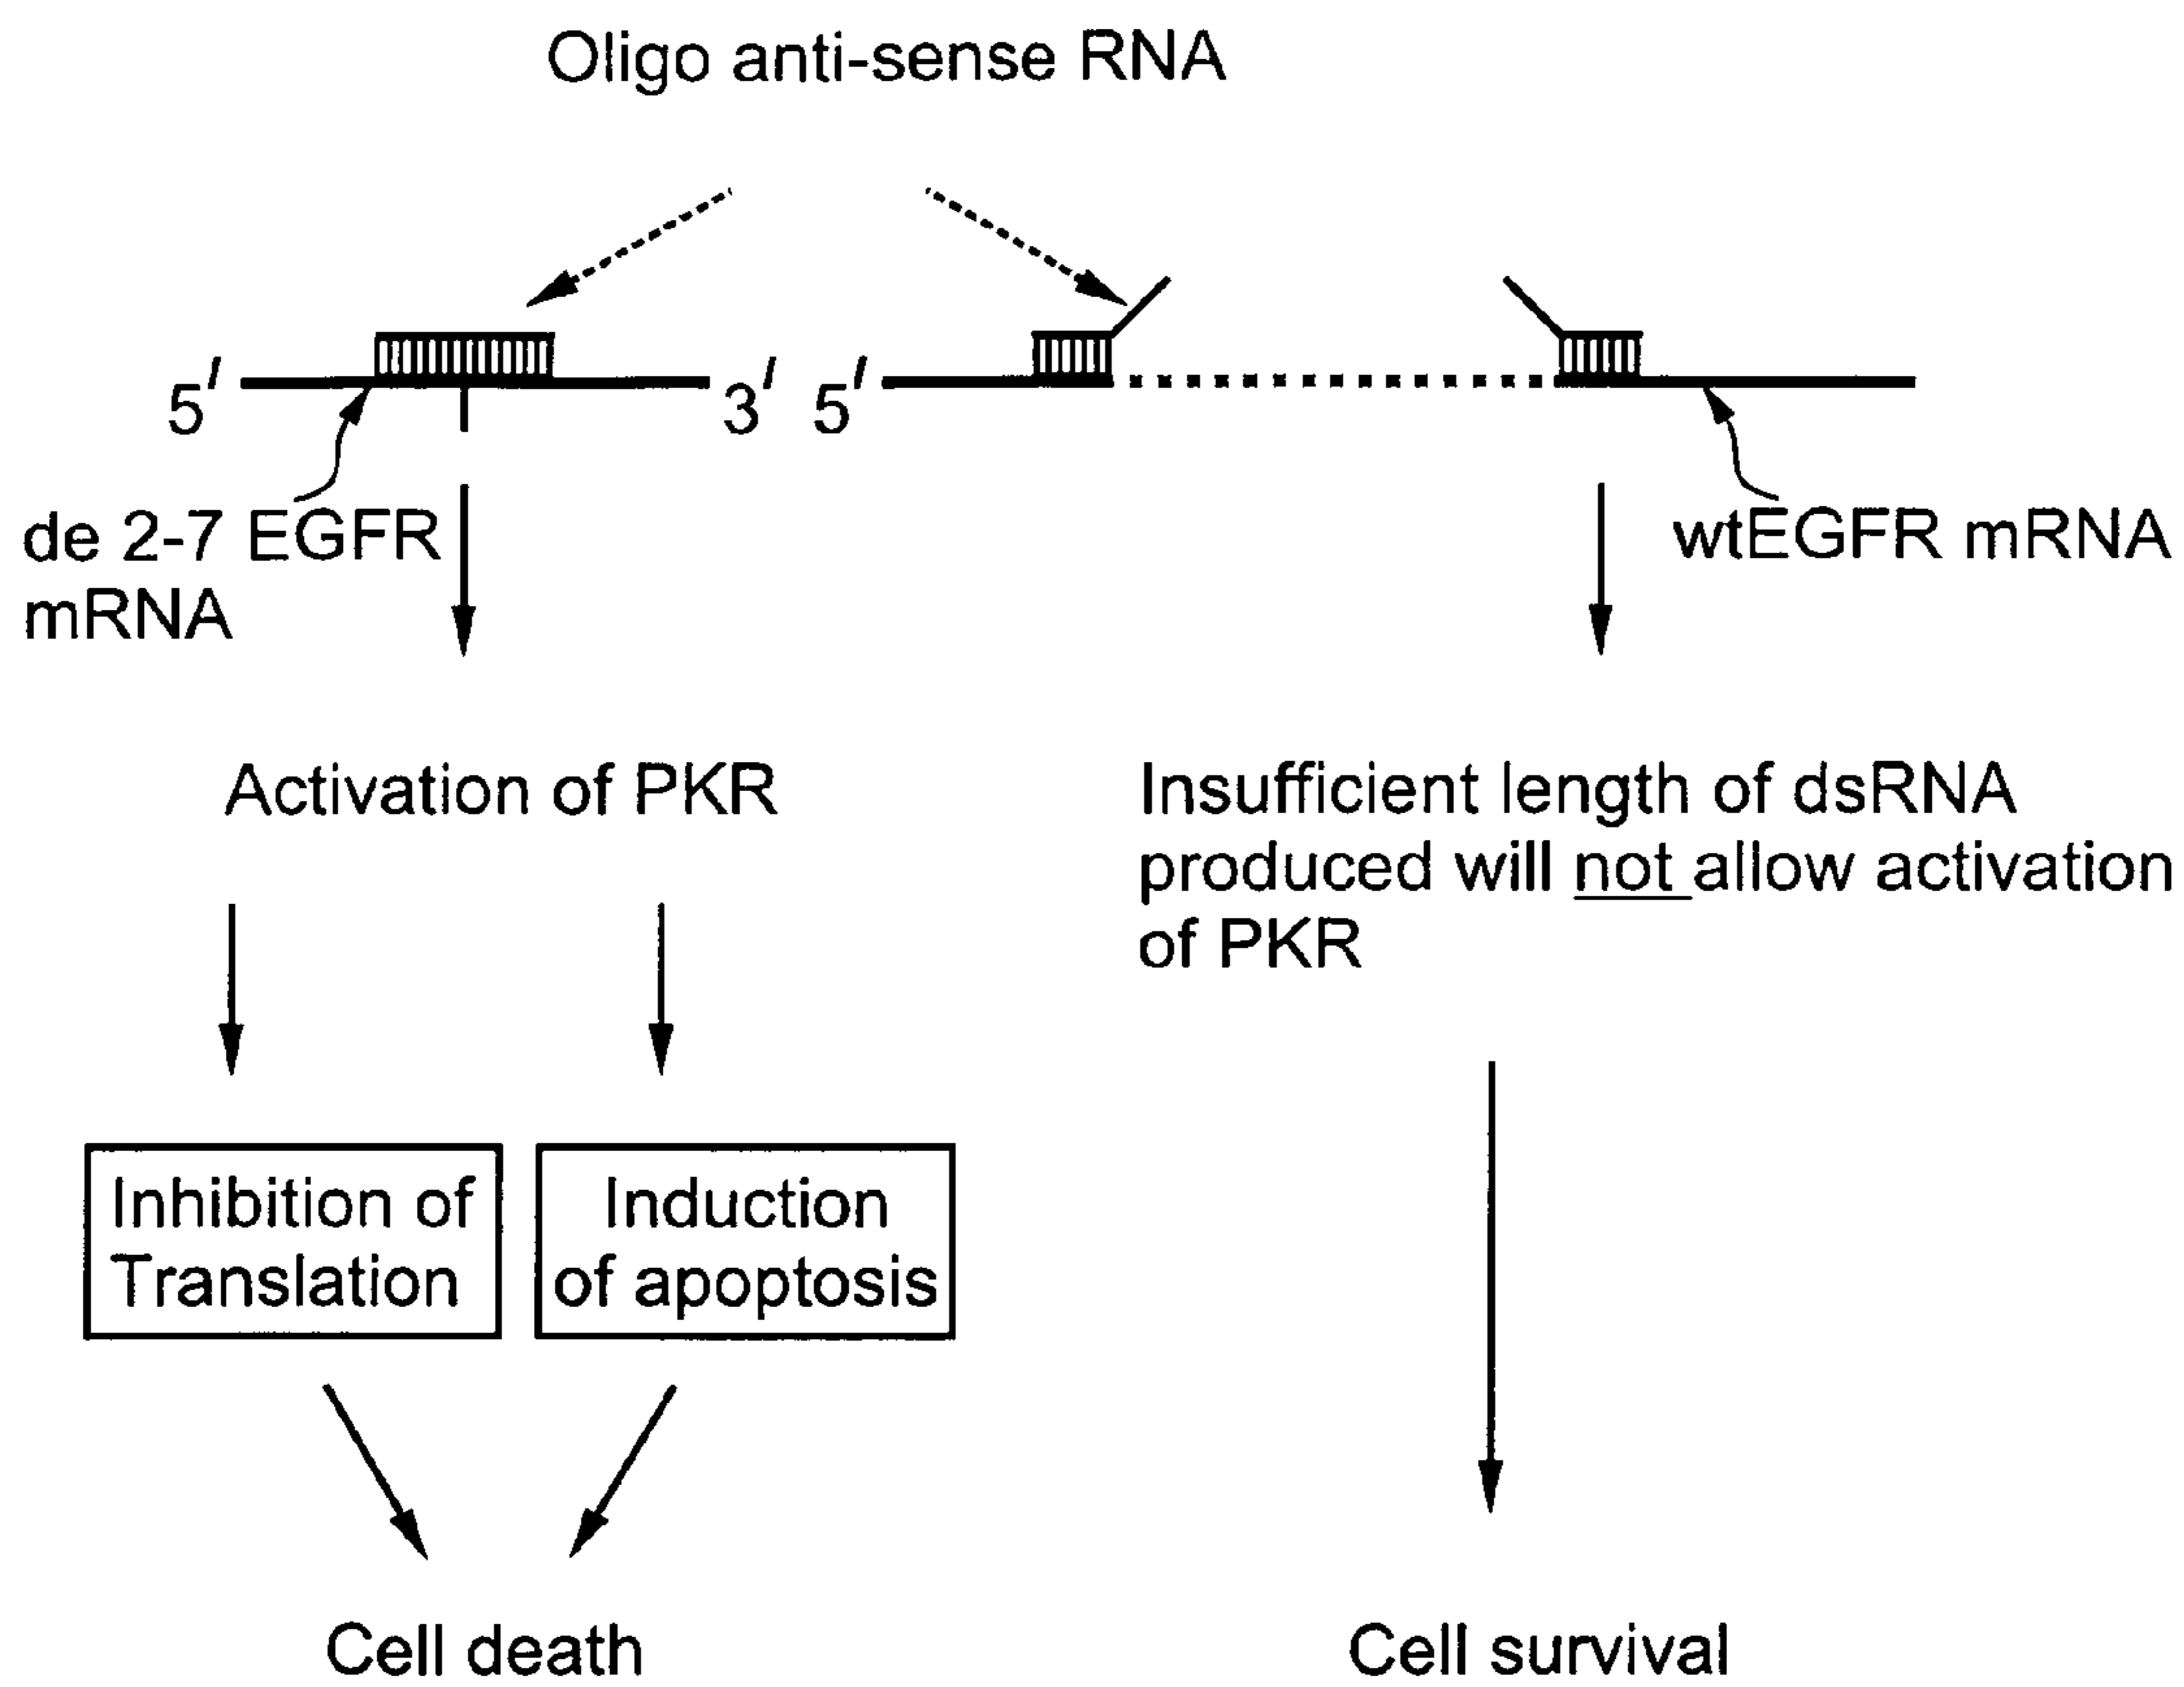 Oligo anti-sense RNA
5′ 3′ 5′
de 2-7 EGFR
mRNA
wtEGFR mRNA
Activation of PKR
Insufficient length of dsRNA
produced will not allow activation
of PKR
Inhibition of
Translation
Induction
of apoptosis
Cell death
Cell survival